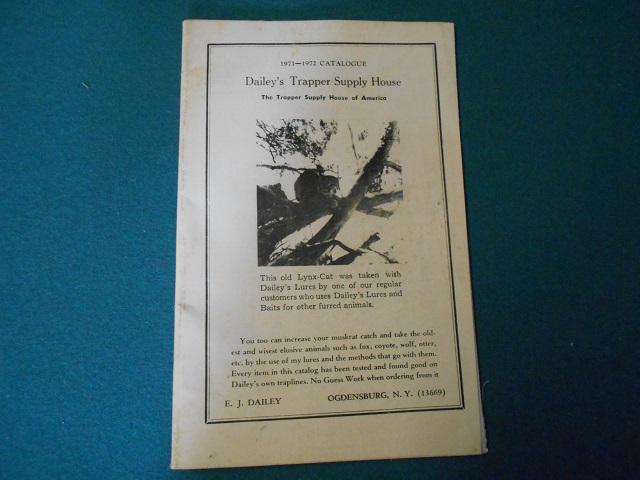 1971—1972 CATALOGUE
Dailey's Trapper Supply House
The Trapper Supply House of America
This old Lynx-Cat was taken with
Dailey's Lures by one of our regular
customers who uses Dailey's Lures and
Baits for other furred animals.
You too can increase your muskrat catch and take the old-
est and wisest elusive animals such as fox, coyote, wolf, otter,
etc. by the use of my lures and the methods that go with them.
Every item in this catalog has been tested and found good on
Dailey's own traplines. No Guess Work when ordering from it
E. J. DAILEY OGDENSBURG, N. Y. (13669)